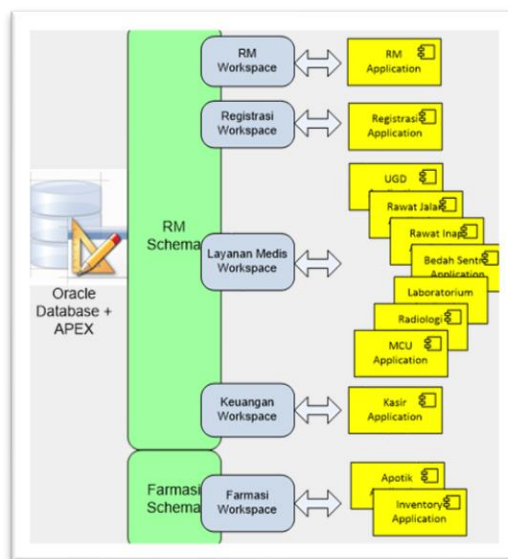 RM
Workspace
RM
Application
Registrasi
Workspace
Registrasi
Application
Oracle
Database +
APEX
RM
Schema
Layanan Medis
Workspace
UGD
Rawat Jalan
Rawat Inap
Bedah Sentr
Application
Laboratorium
Radiologi
MCU
Application
Keuangan
Workspace
Kasir
Application
Farmasi
Schema
Farmasi
Workspace
Apotik
A
Inventory
Application